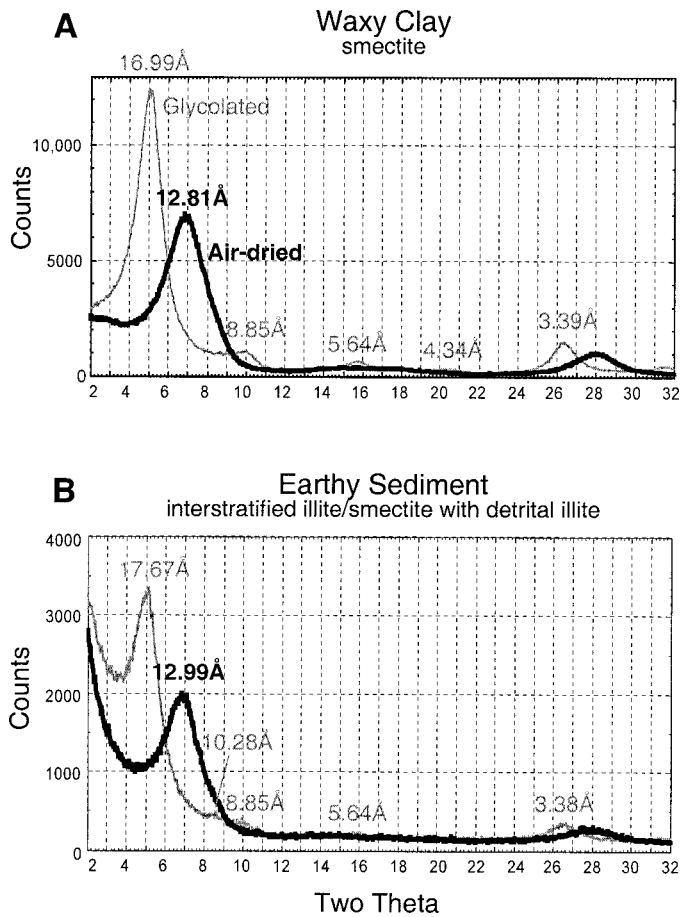 A
Waxy Clay
smectite
16.99Å
Glycolated
10,000
12.81Å
Counts
Air-dried
5000
8.85Å
5.64Å
4.34Å
3.39Å
0
2 4 6 8 10 12 14 16 18 20 22 24 26 28 30 32
B
Earthy Sediment
interstratified illite/smectite with detrital illite
4000
17.67Å
3000
12.99Å
Counts
2000
10.28Å
1000
8.85Å
5.64Å
3.38Å
0
2 4 6 8 10 12 14 16 18 20 22 24 26 28 30 32
Two Theta